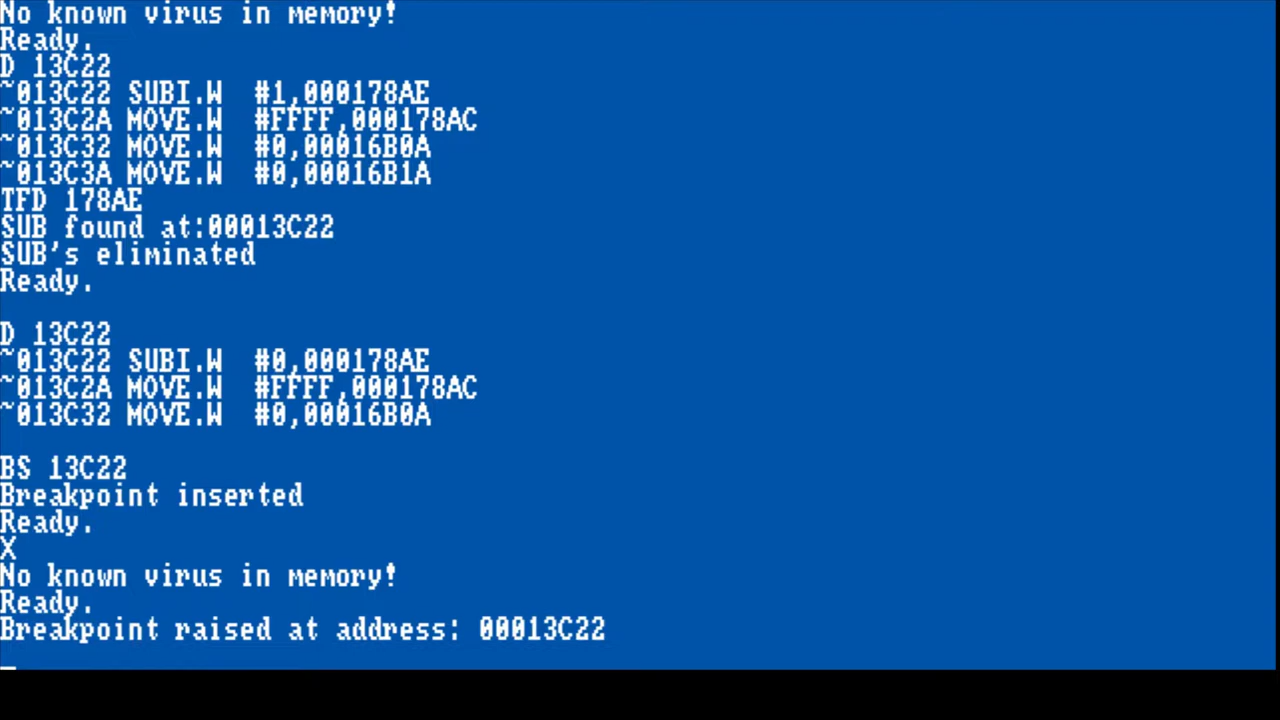 No known virus in memory!
Ready.
D 13C22
~013C22 SUBI.W #1,000178AE
~013C2A MOVE.W #FFFF,000178AC
~013C32 MOVE.W #0,00016B0A
~013C3A MOVE.W #0,00016B1A
TFD 178AE
SUB found at:00013C22
SUB's eliminated
Ready.
D 13C22
~013C22 SUBI.W #0,000178AE
~013C2A MOVE.W #FFFF,000178AC
~013C32 MOVE.W #0,00016B0A
BS 13C22
Breakpoint inserted
Ready.
X
No known virus in memory!
Ready.
Breakpoint raised at address: 00013C22